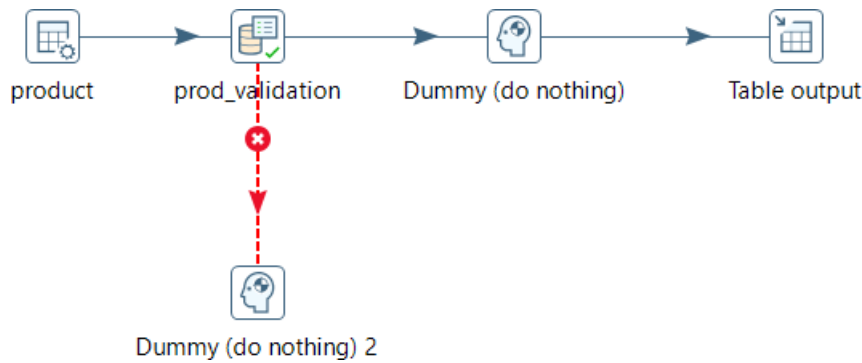 product
prod_validation
Dummy (do nothing)
Table output
Dummy (do nothing) 2